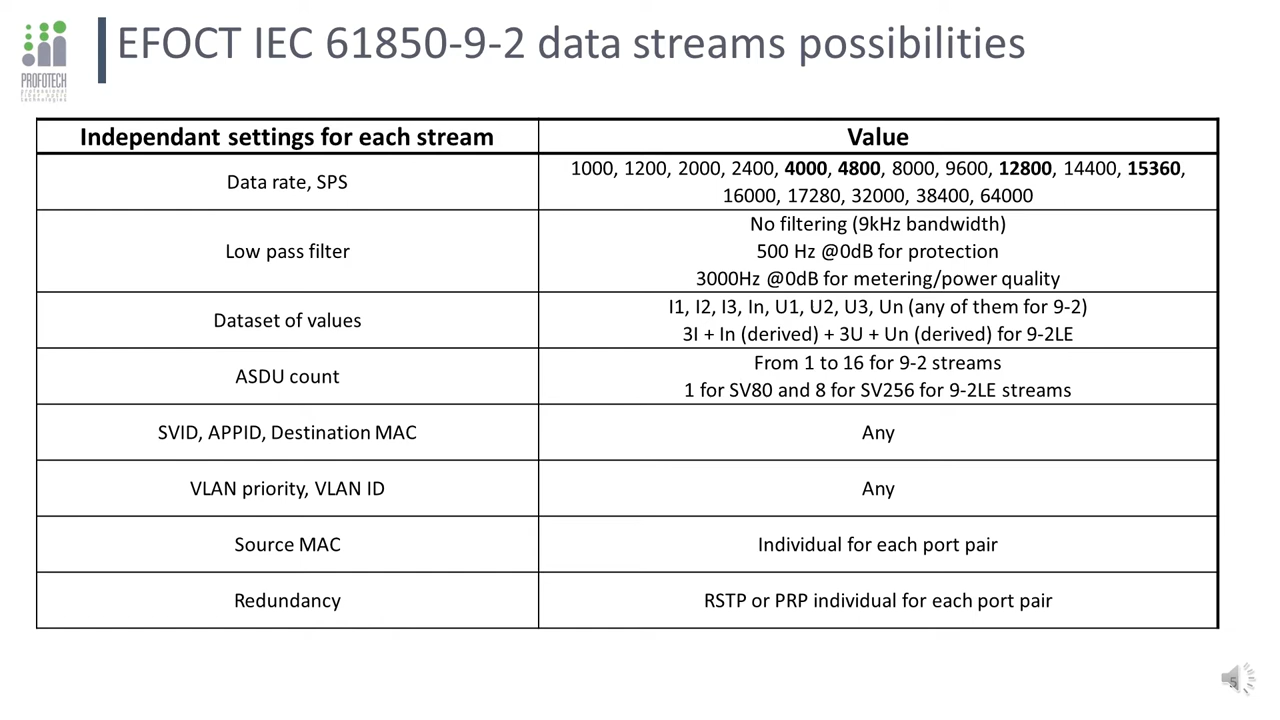 EFOCT IEC 61850-9-2 data streams possibilities
PROFOTECH
professional
fiber optic
technologies
Independant settings for each stream
Value
Data rate, SPS
1000, 1200, 2000, 2400, 4000, 4800, 8000, 9600, 12800, 14400, 15360,
16000, 17280, 32000, 38400, 64000
Low pass filter
No filtering (9kHz bandwidth)
500 Hz @0dB for protection
3000Hz @0dB for metering/power quality
Dataset of values
I1, I2, I3, In, U1, U2, U3, Un (any of them for 9-2)
3I + In (derived) + 3U + Un (derived) for 9-2LE
ASDU count
From 1 to 16 for 9-2 streams
1 for SV80 and 8 for SV256 for 9-2LE streams
SVID, APPID, Destination MAC
Any
VLAN priority, VLAN ID
Any
Source MAC
Individual for each port pair
Redundancy
RSTP or PRP individual for each port pair
5